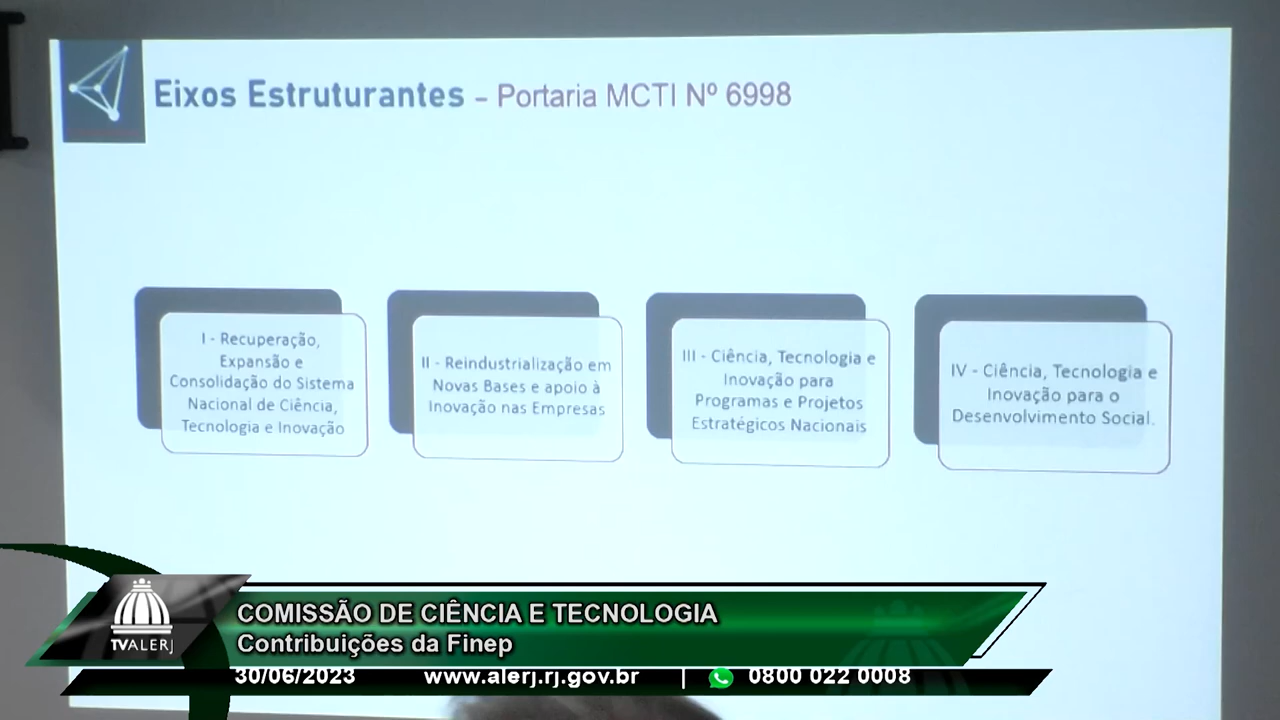 Eixos Estruturantes – Portaria MCTI Nº 6998
I - Recuperação,
Expansão e
Consolidação do Sistema
Nacional de Ciência,
Tecnologia e Inovação
II - Reindustrialização em
Novas Bases e apoio à
Inovação nas Empresas
III - Ciência, Tecnologia e
Inovação para
Programas e Projetos
Estratégicos Nacionais
IV - Ciência, Tecnologia e
Inovação para o
Desenvolvimento Social.
TVALERJ
COMISSÃO DE CIÊNCIA E TECNOLOGIA
Contribuições da Finep
30/06/2023 www.alerj.rj.gov.br | 0800 022 0008